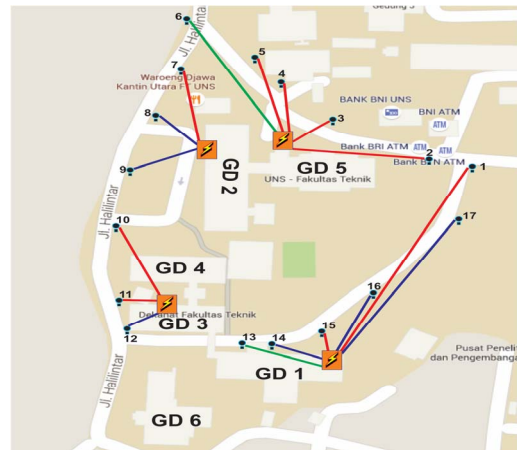 Gedung 3
6
Jl. Halilintar
5
7
Waroeng Djawa
Kantin Utara FT UNS
4
8
3
BANK BNI UNS
BNI ATM
ATM
Bank BRI ATM
ATM
ATM
2
Bank BTN ATM
1
9
GD 2
GD 5
UNS - Fakultas Teknik
10
Jl. Halilintar
17
GD 4
16
11
Dekanat Fakultas Teknik
GD 3
12
13
14
15
GD 1
Pusat Peneli
dan Pengembanga
Jl. Halilintar
GD 6